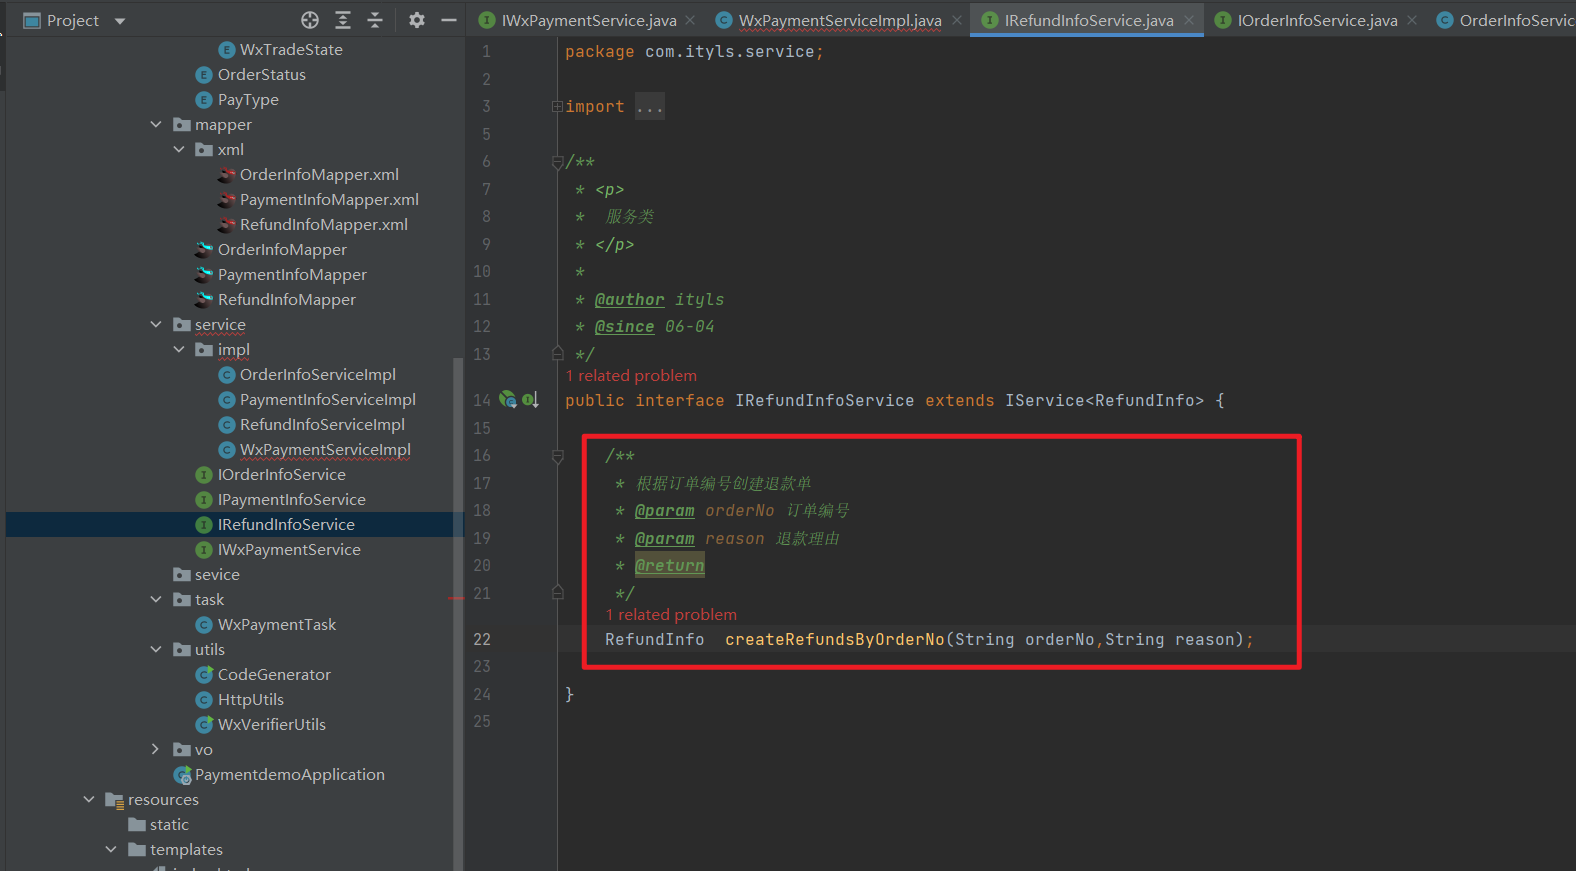 Project
WxTradeState
OrderStatus
PayType
mapper
xml
OrderInfoMapper.xml
PaymentInfoMapper.xml
RefundInfoMapper.xml
OrderInfoMapper
PaymentInfoMapper
RefundInfoMapper
service
impl
OrderInfoServiceImpl
PaymentInfoServiceImpl
RefundInfoServiceImpl
WxPaymentServiceImpl
IOrderInfoService
IPaymentInfoService
IRefundInfoService
IWxPaymentService
sevice
task
WxPaymentTask
utils
CodeGenerator
HttpUtils
WxVerifierUtils
vo
PaymentdemoApplication
resources
static
templates
IWxPaymentService.java WxPaymentServiceImpl.java IRefundInfoService.java IOrderInfoService.java OrderInfoServic
1 package com.ityls.service;
2
3 import ...
5
6 /**
7 * <p>
8 * 服务类
9 * </p>
10 *
11 * @author ityls
12 * @since 06-04
13 */
1 related problem
14 public interface IRefundInfoService extends IService<RefundInfo> {
15
16 /**
17 * 根据订单编号创建退款单
18 * @param orderNo 订单编号
19 * @param reason 退款理由
20 * @return
21 */
1 related problem
22 RefundInfo createRefundsByOrderNo(String orderNo,String reason);
23
24 }
25